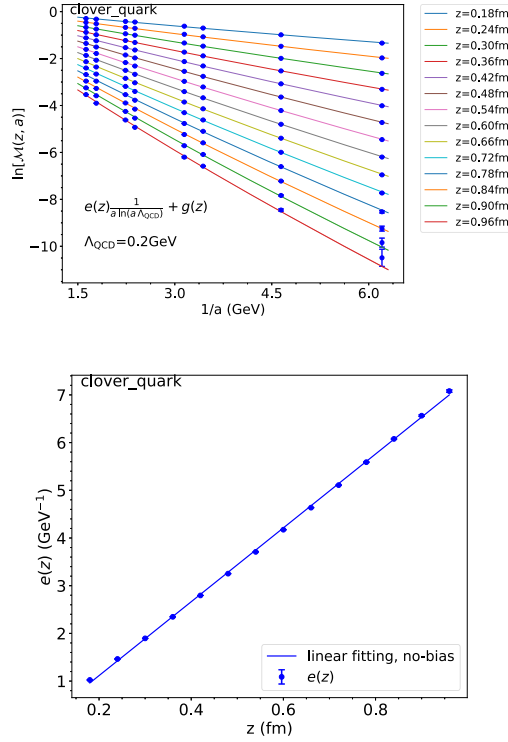 clover_quark
0
−2
−4
−6
−8
−10
ln[ℳ(z, a)]
e(z) 1/(a ln(a Λ_QCD)) + g(z)
Λ_QCD=0.2GeV
1.5 3.0 4.5 6.0
1/a (GeV)
z=0.18fm
z=0.24fm
z=0.30fm
z=0.36fm
z=0.42fm
z=0.48fm
z=0.54fm
z=0.60fm
z=0.66fm
z=0.72fm
z=0.78fm
z=0.84fm
z=0.90fm
z=0.96fm
clover_quark
7
6
5
4
3
2
1
e(z) (GeV⁻¹)
linear fitting, no-bias
e(z)
0.2 0.4 0.6 0.8
z (fm)